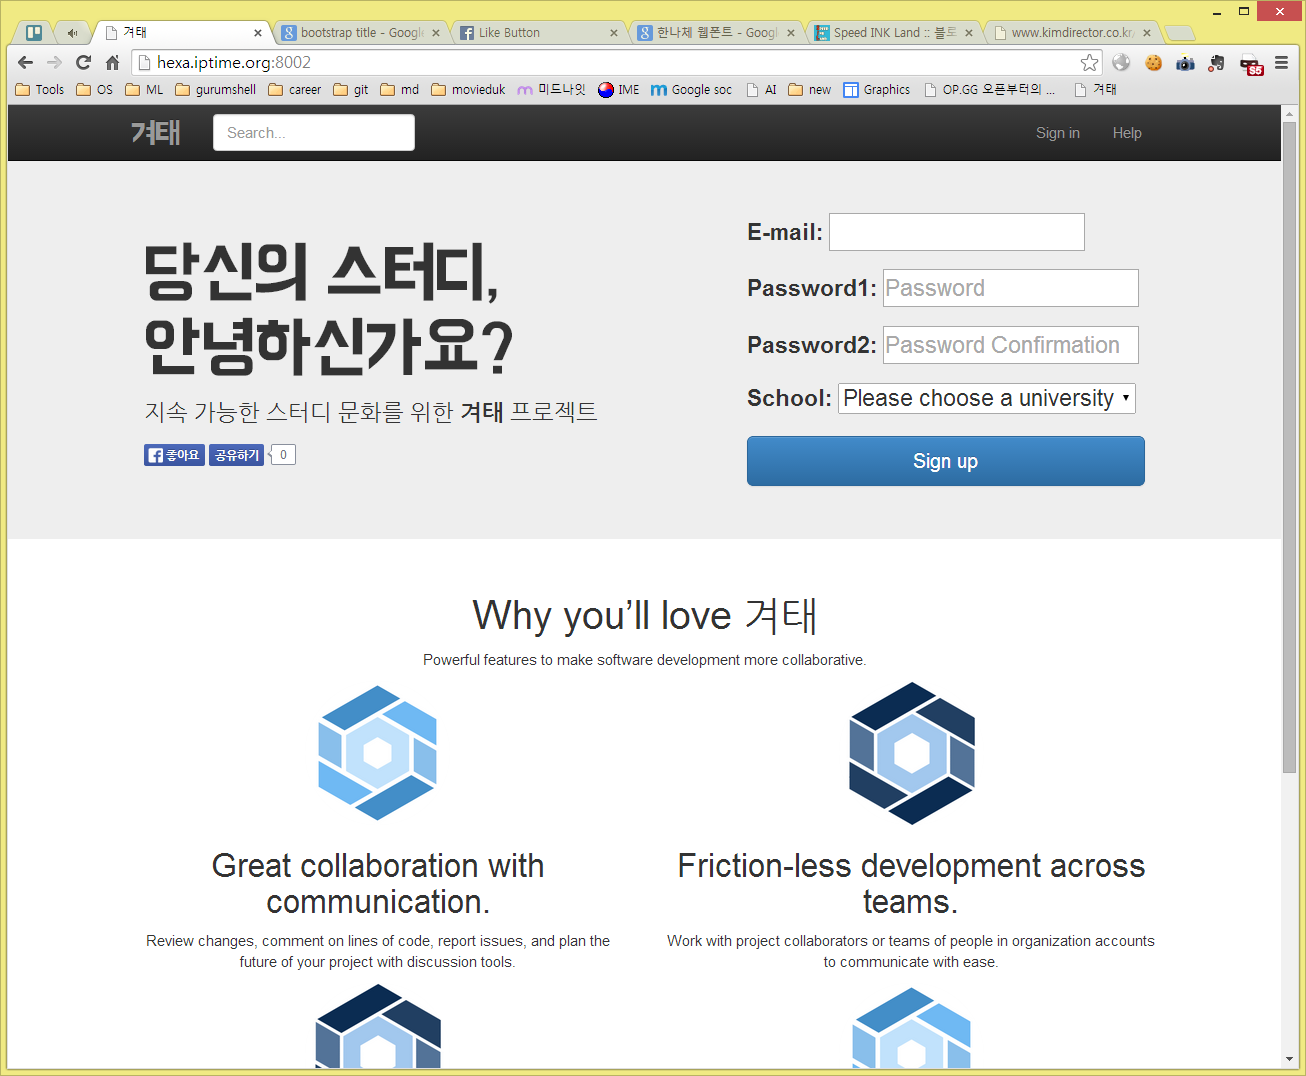 겨태
bootstrap title - Google
Like Button
한나체 웹폰트 - Googl
Speed INK Land :: 블로
www.kimdirector.co.kr
hexa.iptime.org:8002
Tools
OS
ML
gurumshell
career
git
md
movieduk
미드나잇
IME
Google soc
AI
new
Graphics
OP.GG 오픈부터의 ...
겨태
겨태
Search...
Sign in
Help
당신의 스터디,
안녕하신가요?
지속 가능한 스터디 문화를 위한 겨태 프로젝트
좋아요
공유하기
0
E-mail:
Password1: Password
Password2: Password Confirmation
School: Please choose a university
Sign up
Why you’ll love 겨태
Powerful features to make software development more collaborative.
Great collaboration with
communication.
Review changes, comment on lines of code, report issues, and plan the
future of your project with discussion tools.
Friction-less development across
teams.
Work with project collaborators or teams of people in organization accounts
to communicate with ease.